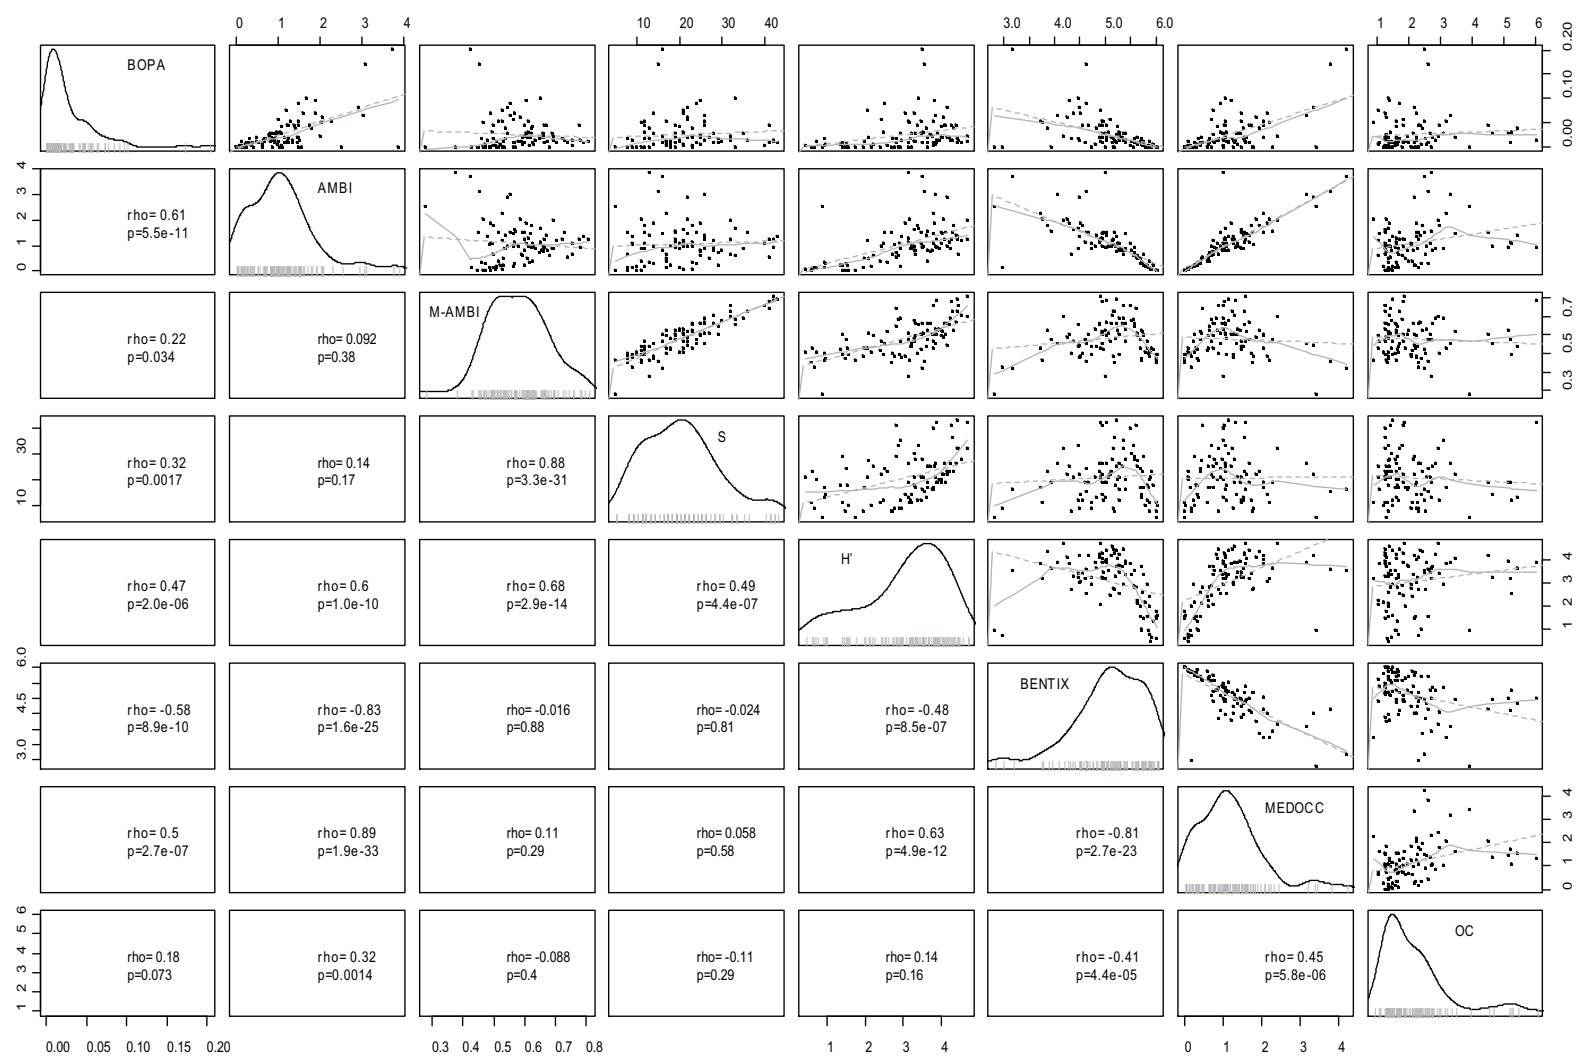 0 1 2 3 4 10 20 30 40 3.0 4.0 5.0 6.0 1 2 3 4 5 6
BOPA
0.00 0.10 0.20
0 1 2 3 4
AMBI
rho= 0.61
p=5.5e-11
M-AMBI
0.3 0.5 0.7
rho= 0.22 rho= 0.092
p=0.034 p=0.38
10 30
S
rho= 0.32 rho= 0.14 rho= 0.88
p=0.0017 p=0.17 p=3.3e-31
H'
1 2 3 4
rho= 0.47 rho= 0.6 rho= 0.68 rho= 0.49
p=2.0e-06 p=1.0e-10 p=2.9e-14 p=4.4e-07
3.0 4.5 6.0
BENTIX
rho= -0.58 rho= -0.83 rho= -0.016 rho= -0.024 rho= -0.48
p=8.9e-10 p=1.6e-25 p=0.88 p=0.81 p=8.5e-07
MEDOCC
0 1 2 3 4
rho= 0.5 rho= 0.89 rho= 0.11 rho= 0.058 rho= 0.63 rho= -0.81
p=2.7e-07 p=1.9e-33 p=0.29 p=0.58 p=4.9e-12 p=2.7e-23
1 2 3 4 5 6
OC
rho= 0.18 rho= 0.32 rho= -0.088 rho= -0.11 rho= 0.14 rho= -0.41 rho= 0.45
p=0.073 p=0.0014 p=0.4 p=0.29 p=0.16 p=4.4e-05 p=5.8e-06
0.00 0.05 0.10 0.15 0.20 0.3 0.4 0.5 0.6 0.7 0.8 1 2 3 4 0 1 2 3 4